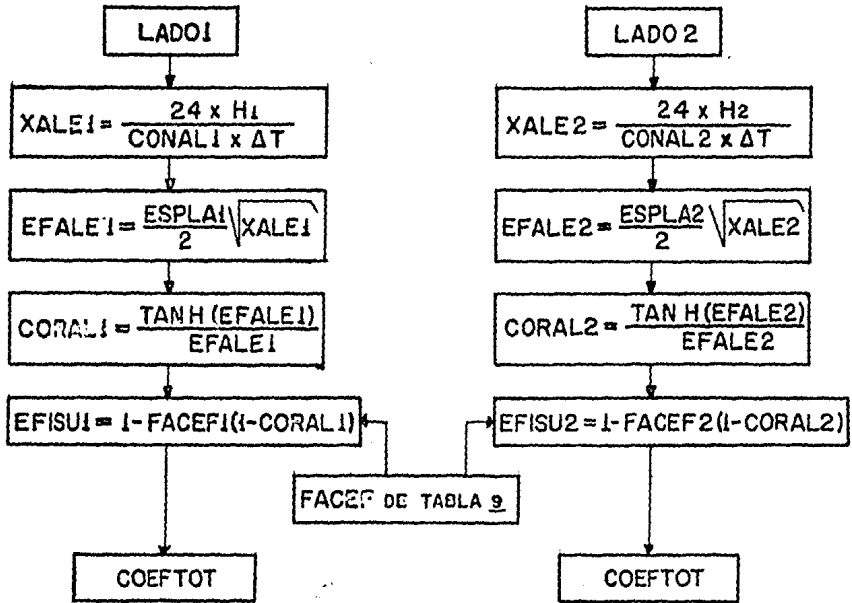 LADO1
XALE1 = 24 x H1 / CONAL1 x ΔT
EFALE1 = ESPLA1 / 2 √XALE1
CORAL1 = TANH (EFALE1) / EFALE1
EFISU1 = 1-FACEF1(1-CORAL1)
COEFTOT
LADO 2
XALE2 = 24 x H2 / CONAL2 x ΔT
EFALE2 = ESPLA2 / 2 √XALE2
CORAL2 = TAN H (EFALE2) / EFALE2
EFISU2 = 1-FACEF2(1-CORAL2)
COEFTOT
FACEF DE TABLA 9